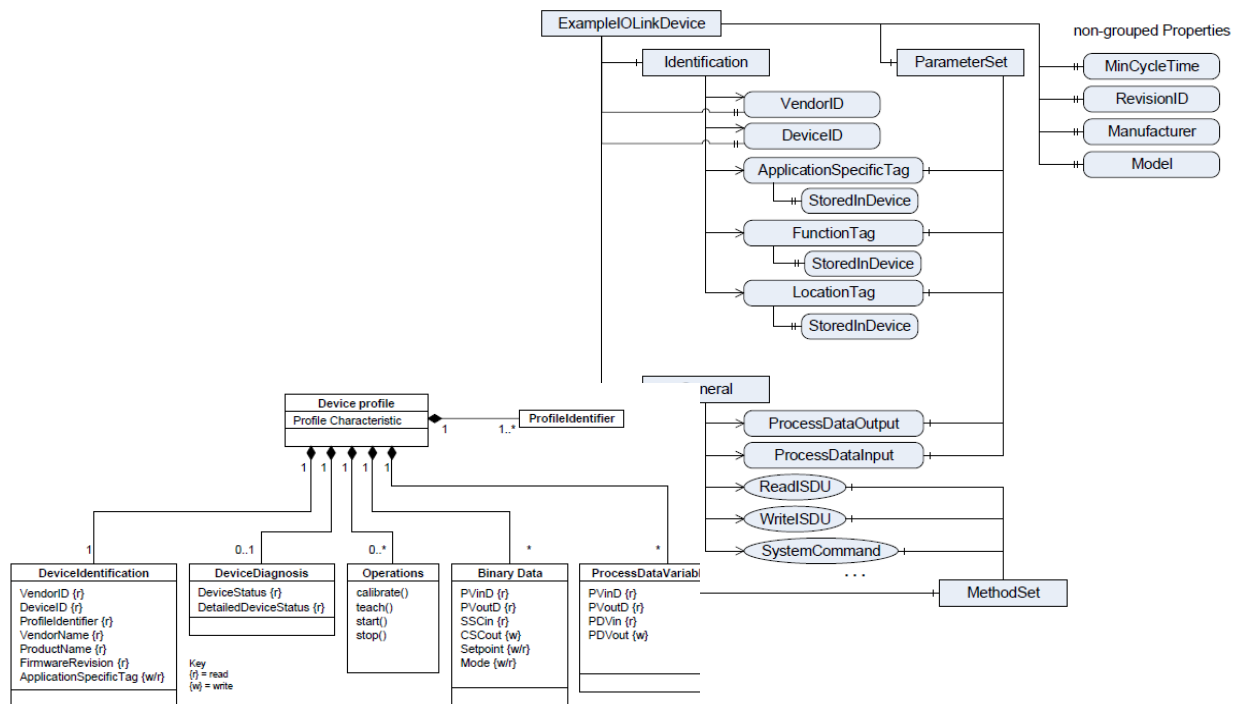 ExampleIOLinkDevice
non-grouped Properties
Identification
ParameterSet
MinCycleTime
RevisionID
Manufacturer
Model
VendorID
DeviceID
ApplicationSpecificTag
StoredInDevice
FunctionTag
StoredInDevice
LocationTag
StoredInDevice
ProcessDataOutput
ProcessDataInput
ReadISDU
WriteISDU
SystemCommand
...
MethodSet
Device profile
Profile Characteristic
1
1..*
ProfileIdentifier
1 1 1 1 1
1
0..1
0..*
*
*
DeviceIdentification
VendorID {r}
DeviceID {r}
ProfileIdentifier {r}
VendorName {r}
ProductName {r}
FirmwareRevision {r}
ApplicationSpecificTag {w/r}
DeviceDiagnosis
DeviceStatus {r}
DetailedDeviceStatus {r}
Key
{r} = read
{w} = write
Operations
calibrate()
teach()
start()
stop()
Binary Data
PVinD {r}
PVoutD {r}
SSCin {r}
CSCout {w}
Setpoint {w/r}
Mode {w/r}
ProcessDataVariabl
PVinD {r}
PVoutD {r}
PDVin {r}
PDVout {w}